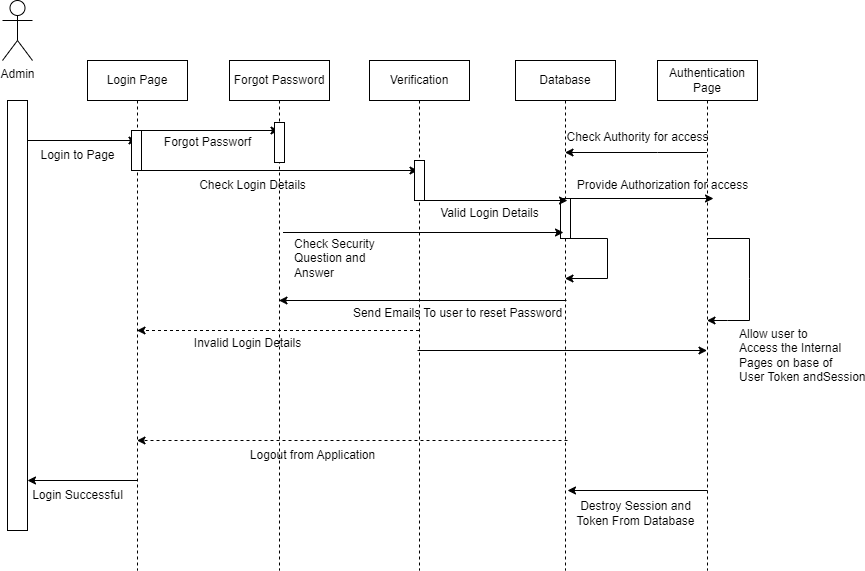 Admin
Login Page
Forgot Password
Verification
Database
Authentication
Page
Check Authority for access
Forgot Passworf
Login to Page
Check Login Details
Provide Authorization for access
Valid Login Details
Check Security
Question and
Answer
Send Emails To user to reset Password
Invalid Login Details
Allow user to
Access the Internal
Pages on base of
User Token andSession
Logout from Application
Login Successful
Destroy Session and
Token From Database